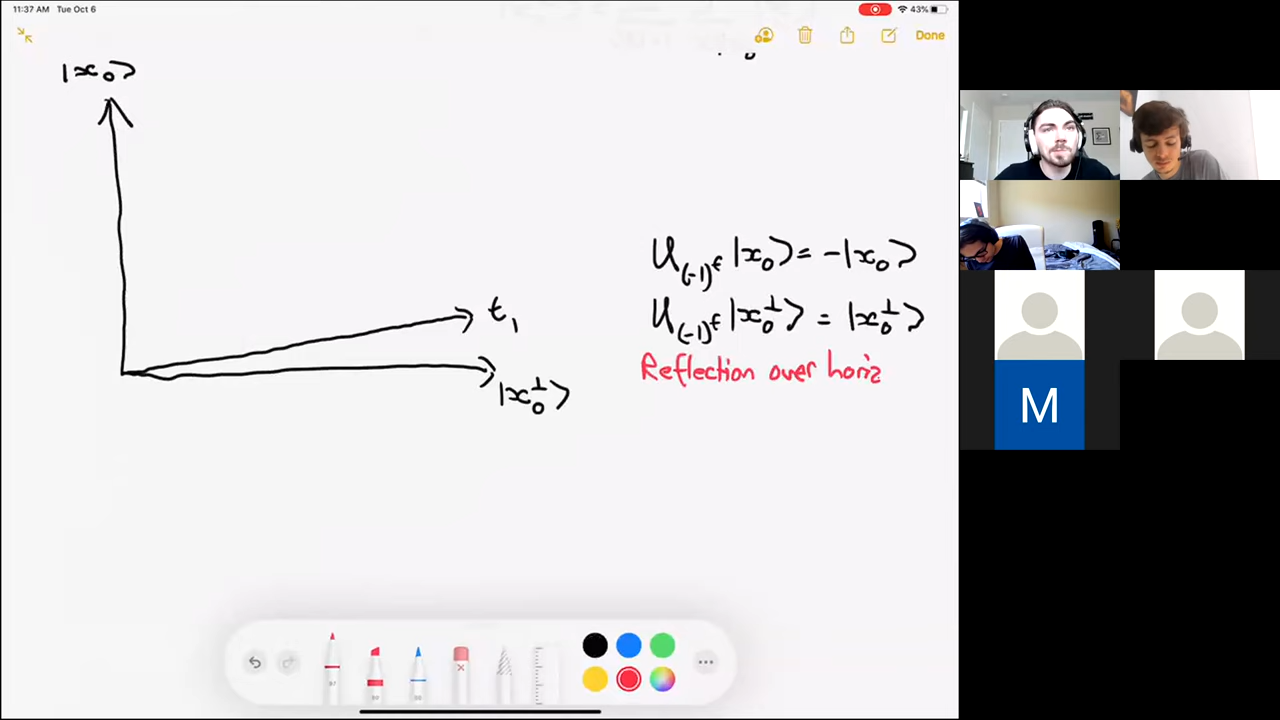 11:37 AM Tue Oct 6
43%
Done
|x₀⟩
U₍₋₁₎f |x₀⟩ = -|x₀⟩
U₍₋₁₎f |x₀⊥⟩ = |x₀⊥⟩
t₁
Reflection over horiz
|x₀⊥⟩
M